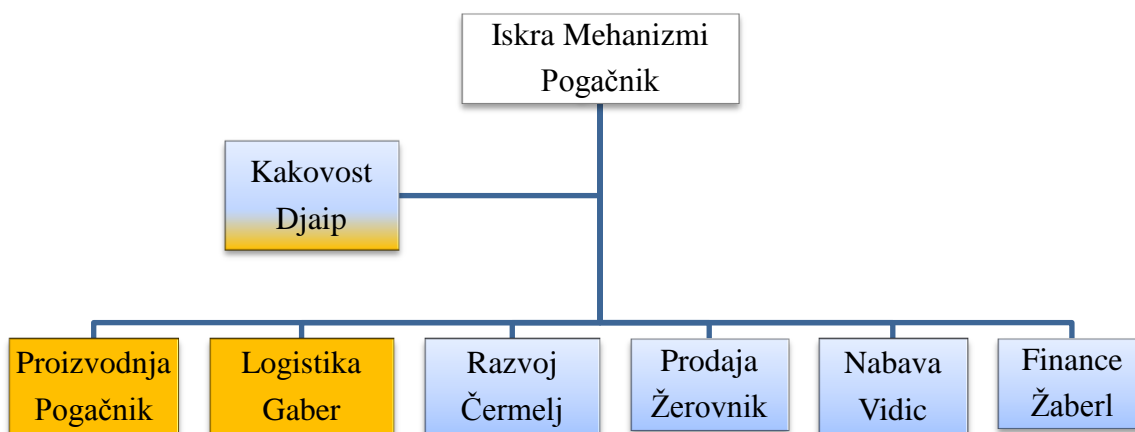 Iskra Mehanizmi
Pogačnik
Kakovost
Djaip
Proizvodnja
Pogačnik
Logistika
Gaber
Razvoj
Čermelj
Prodaja
Žerovnik
Nabava
Vidic
Finance
Žaberl